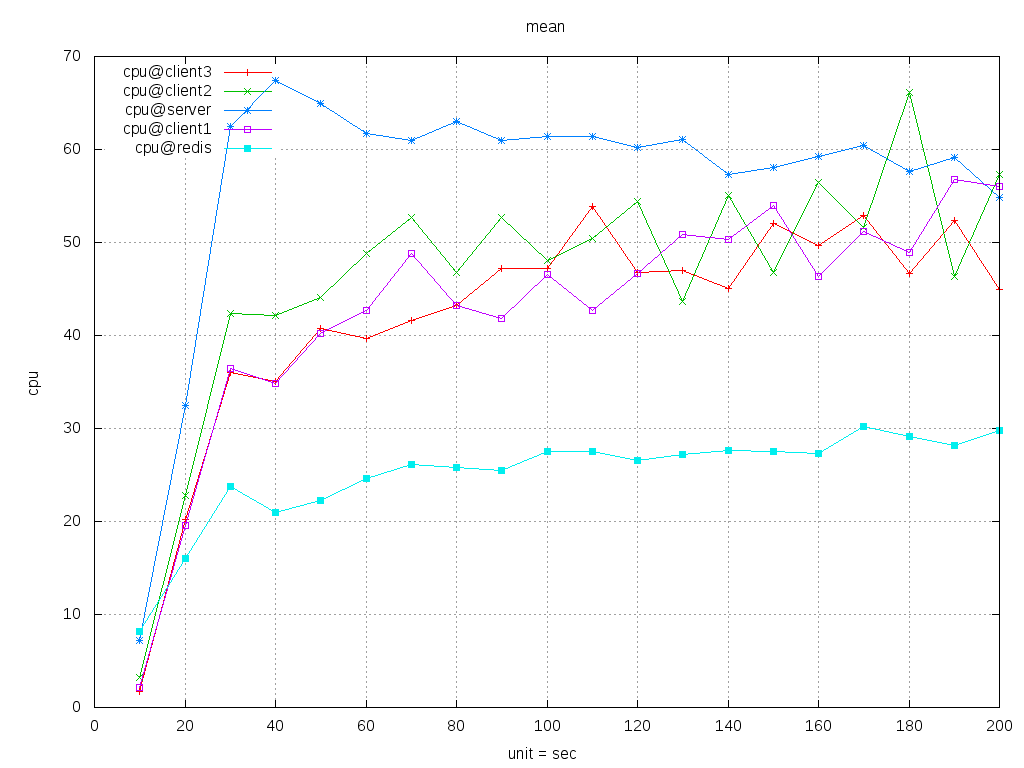 mean
70
60
50
40
30
20
10
0
cpu
cpu@client3
cpu@client2
cpu@server
cpu@client1
cpu@redis
0 20 40 60 80 100 120 140 160 180 200
unit = sec